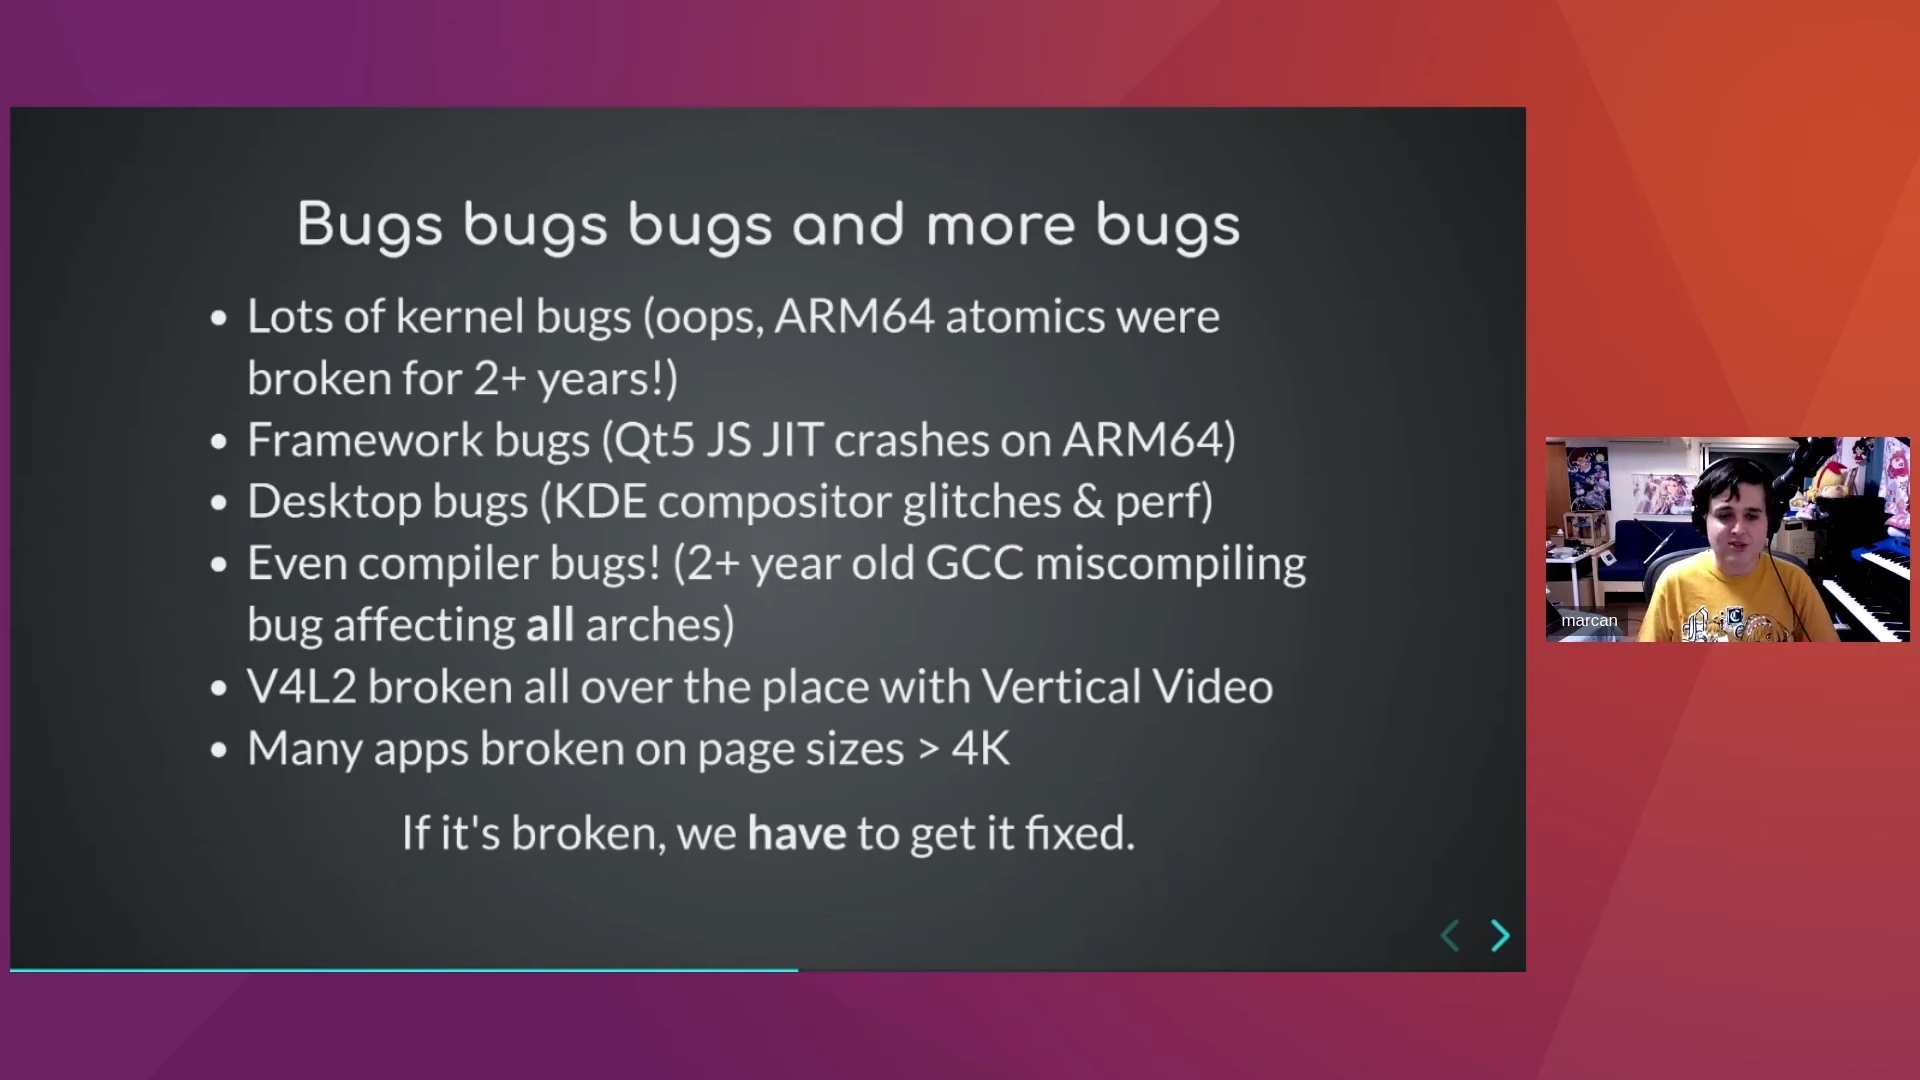 Bugs bugs bugs and more bugs
• Lots of kernel bugs (oops, ARM64 atomics were
broken for 2+ years!)
• Framework bugs (Qt5 JS JIT crashes on ARM64)
• Desktop bugs (KDE compositor glitches & perf)
• Even compiler bugs! (2+ year old GCC miscompiling
bug affecting all arches)
• V4L2 broken all over the place with Vertical Video
• Many apps broken on page sizes > 4K
If it's broken, we have to get it fixed.
marcan